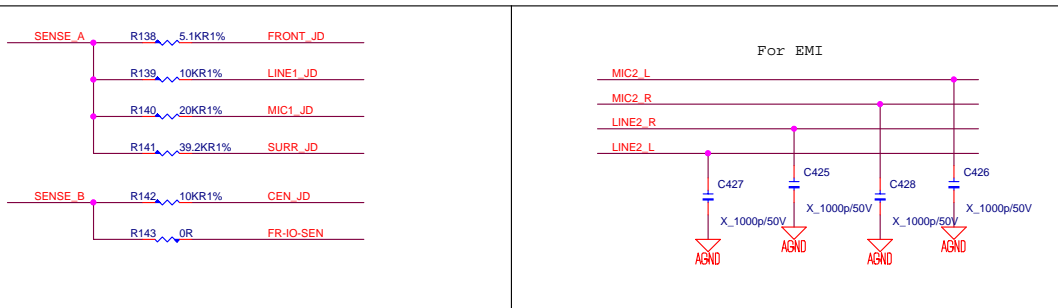 SENSE_A R138 5.1KR1% FRONT_JD
R139 10KR1% LINE1_JD
R140 20KR1% MIC1_JD
R141 39.2KR1% SURR_JD
SENSE_B R142 10KR1% CEN_JD
R143 0R FR-IO-SEN
For EMI
MIC2_L
MIC2_R
LINE2_R
LINE2_L
C427 C425 C428 C426
X_1000p/50V X_1000p/50V X_1000p/50V X_1000p/50V
AGND AGND AGND AGND